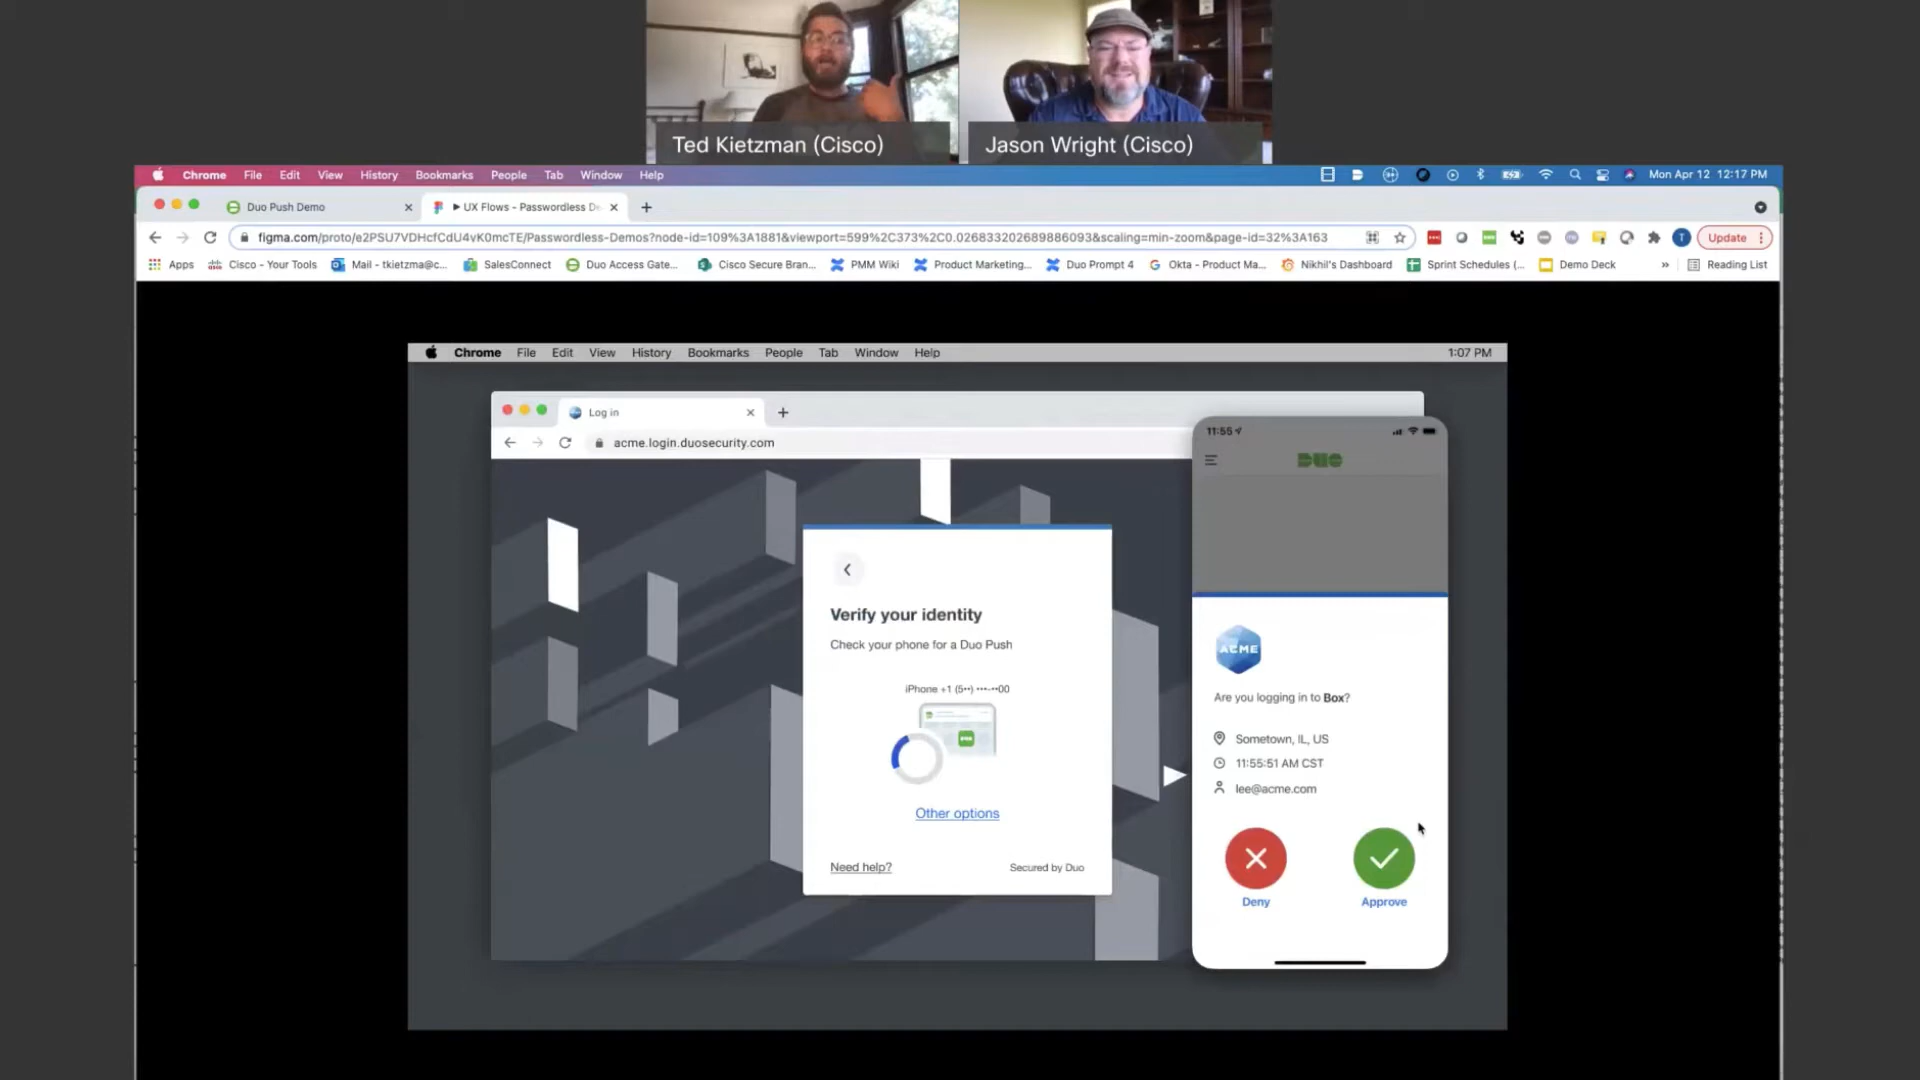 Ted Kietzman (Cisco)
Jason Wright (Cisco)
Chrome File Edit View History Bookmarks People Tab Window Help Mon Apr 12 12:17 PM
Duo Push Demo UX Flows - Passwordless De
figma.com/proto/e2PSU7VDHcfCdU4vK0mcTE/Passwordless-Demos?node-id=109%3A1881&viewport=599%2C373%2C0.026833202689886093&scaling=min-zoom&page-id=32%3A163 T Update
Apps Cisco - Your Tools Mail - tkietzma@c... SalesConnect Duo Access Gate... Cisco Secure Bran... PMM Wiki Product Marketing... Duo Prompt 4 Okta - Product Ma... Nikhil's Dashboard Sprint Schedules (... Demo Deck » Reading List
Chrome File Edit View History Bookmarks People Tab Window Help 1:07 PM
Log in
acme.login.duosecurity.com
11:55
DUO
Verify your identity
Check your phone for a Duo Push
iPhone +1 (5••) •••-••00
Other options
Need help? Secured by Duo
ACME
Are you logging in to Box?
Sometown, IL, US
11:55:51 AM CST
lee@acme.com
Deny Approve